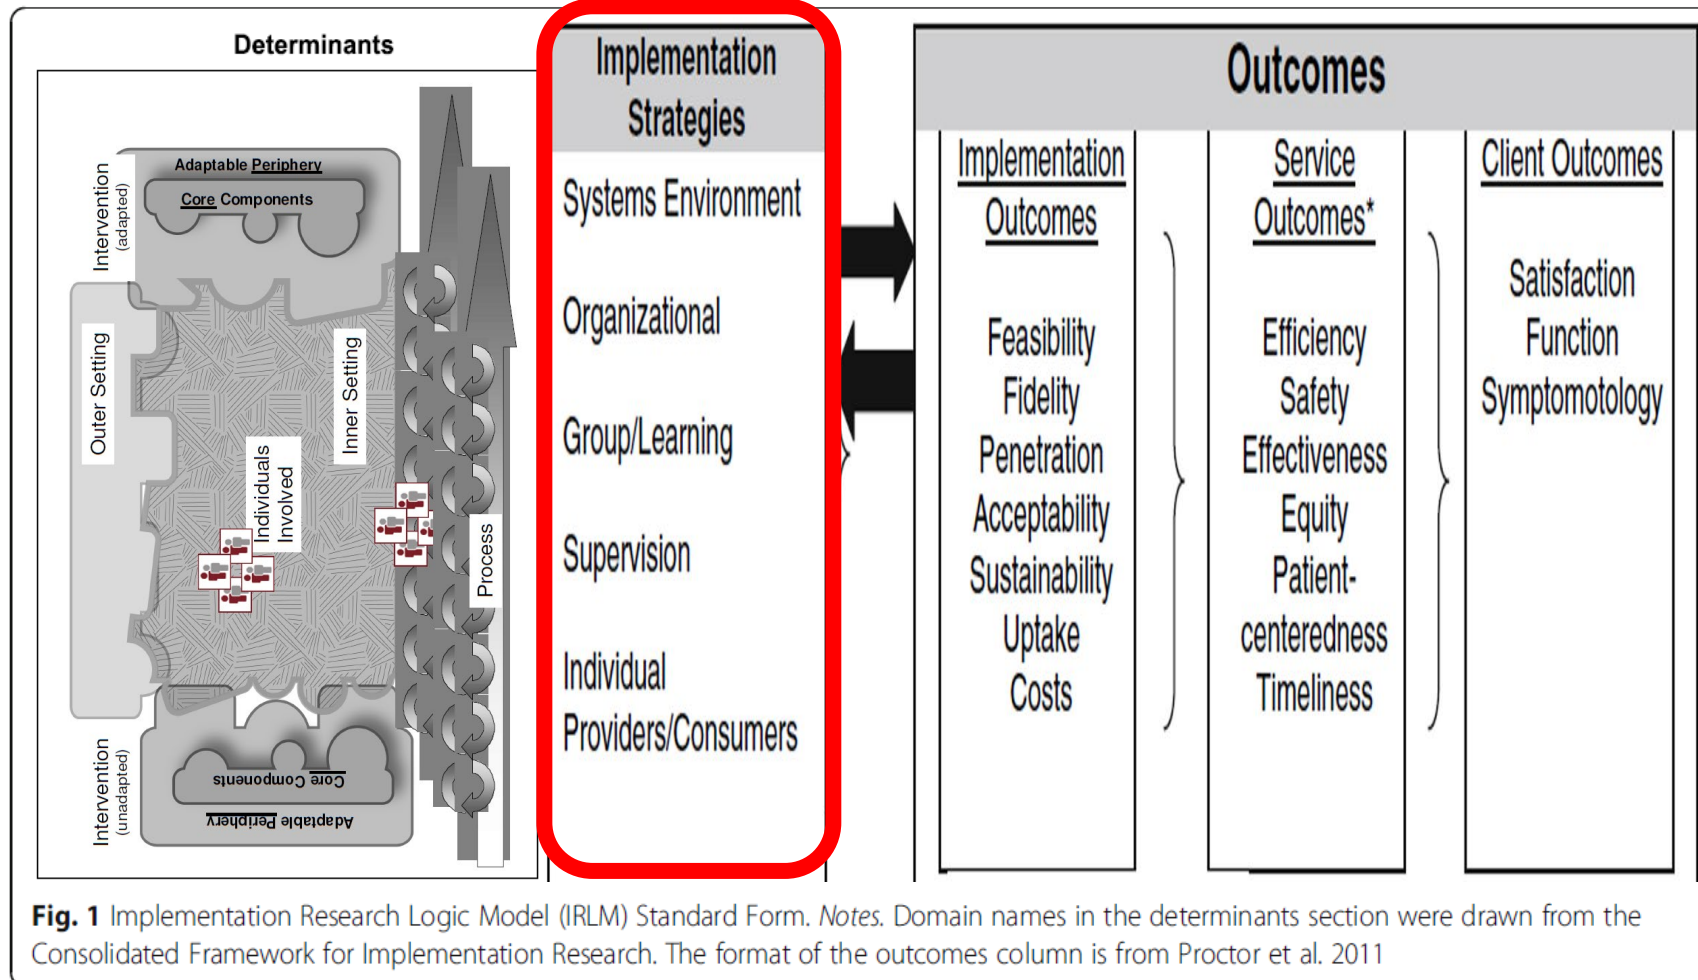 Determinants
Intervention
(adapted)
Adaptable Periphery
Core Components
Outer Setting
Individuals
Involved
Inner Setting
Process
Intervention
(unadapted)
Core Components
Adaptable Periphery
Implementation
Strategies
Systems Environment
Organizational
Group/Learning
Supervision
Individual
Providers/Consumers
Outcomes
Implementation
Outcomes
Feasibility
Fidelity
Penetration
Acceptability
Sustainability
Uptake
Costs
Service
Outcomes*
Efficiency
Safety
Effectiveness
Equity
Patient-
centeredness
Timeliness
Client Outcomes
Satisfaction
Function
Symptomotology
Fig. 1 Implementation Research Logic Model (IRLM) Standard Form. Notes. Domain names in the determinants section were drawn from the
Consolidated Framework for Implementation Research. The format of the outcomes column is from Proctor et al. 2011